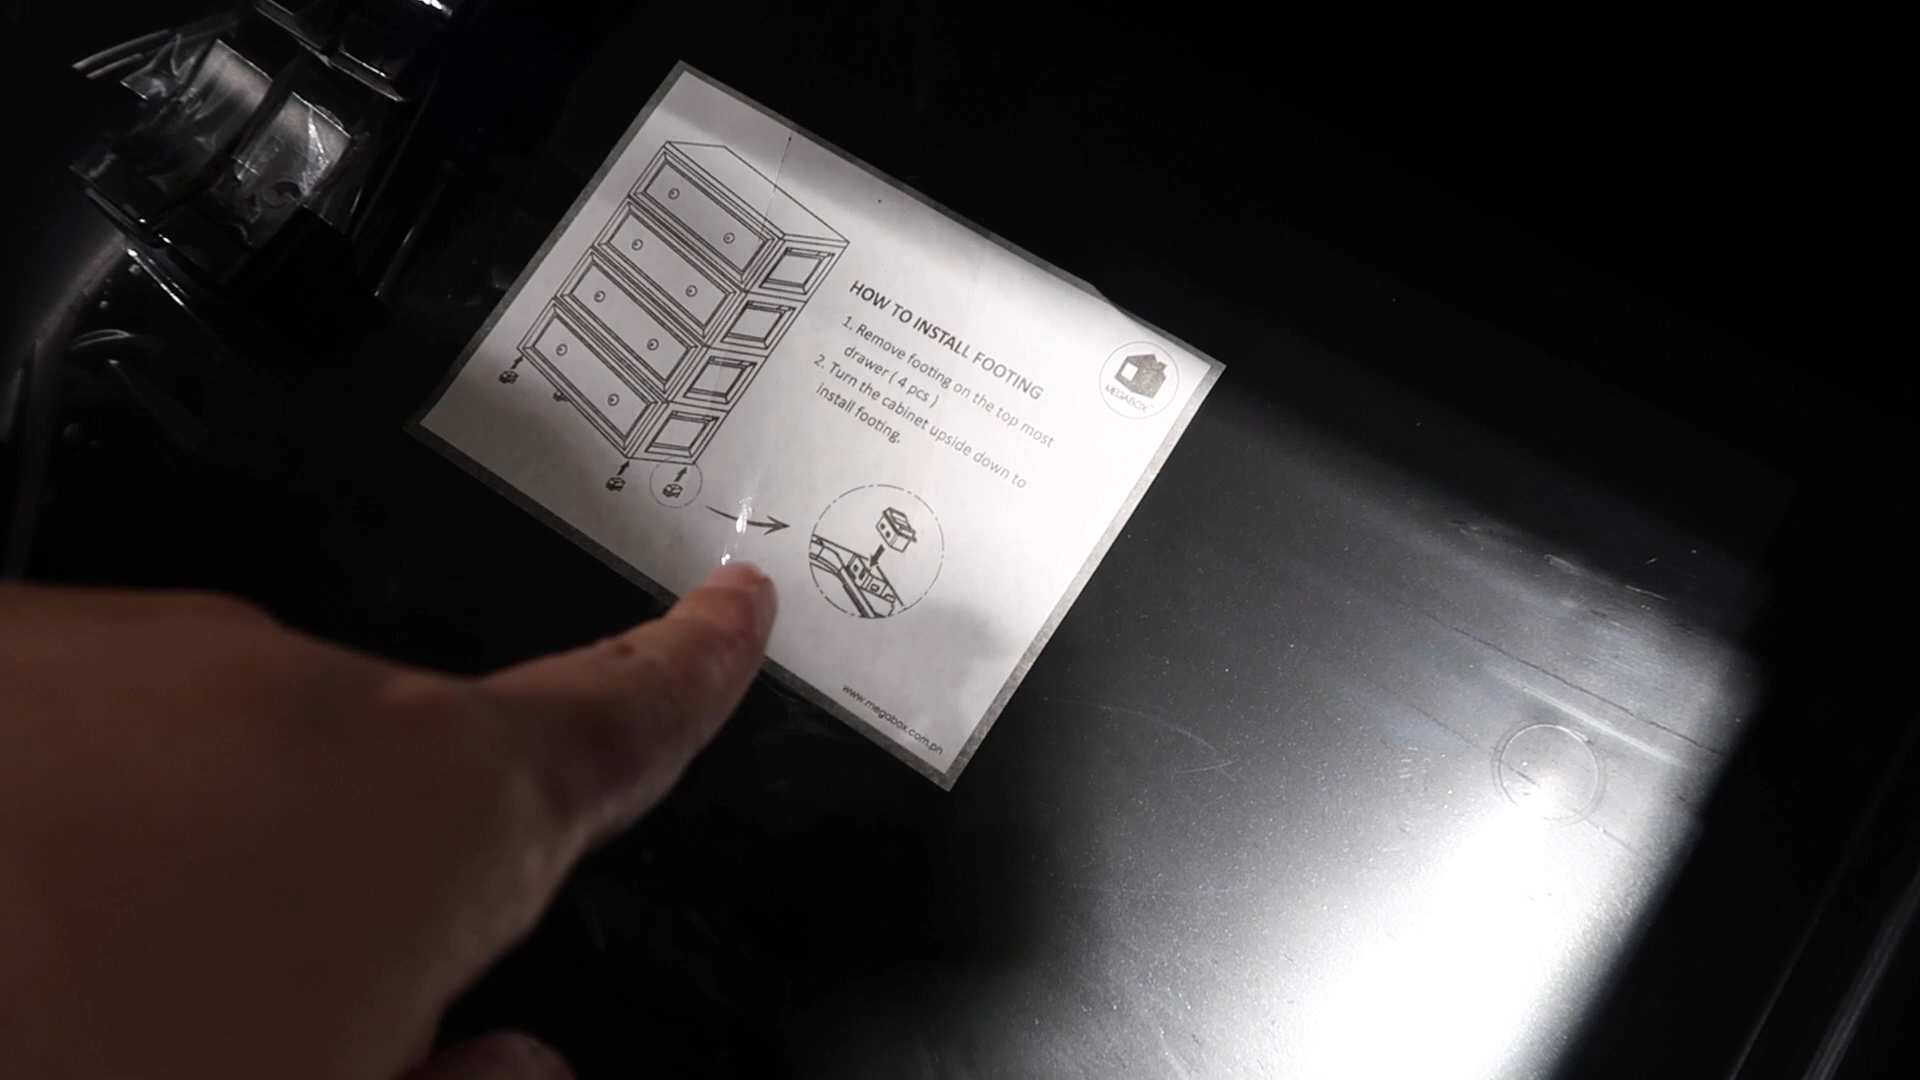 HOW TO INSTALL FOOTING
1. Remove footing on the top most
drawer ( 4 pcs )
2. Turn the cabinet upside down to
install footing.
MEGABOX™
www.megabox.com.ph